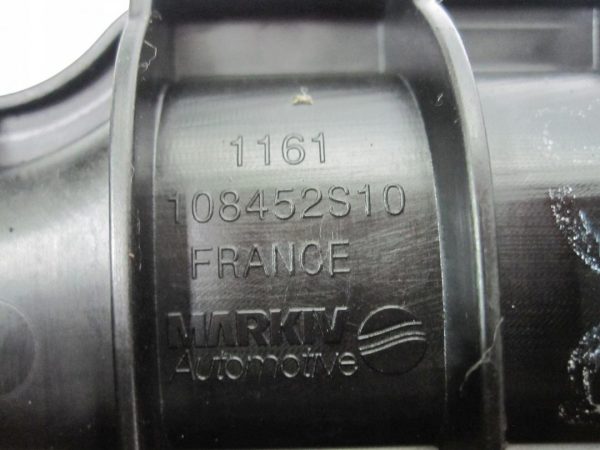 1161
108452S10
FRANCE
MARKIV
Automotive